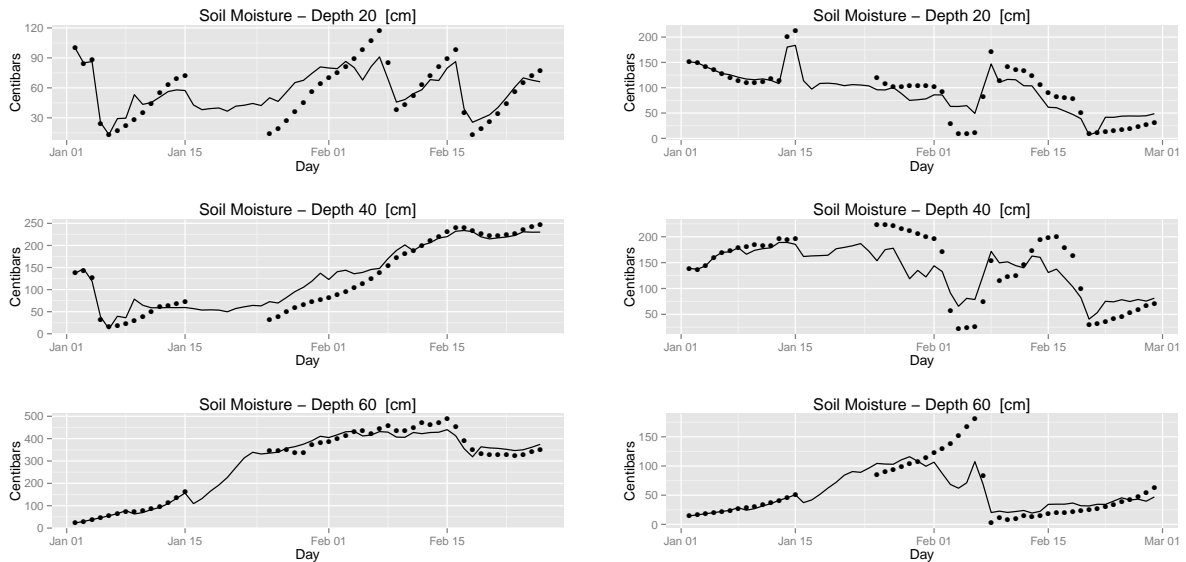 Soil Moisture – Depth 20 [cm]
Centibars
120
90
60
30
Jan 01
Jan 15
Feb 01
Feb 15
Day
Soil Moisture – Depth 20 [cm]
Centibars
200
150
100
50
0
Jan 01
Jan 15
Feb 01
Feb 15
Mar 01
Day
Soil Moisture – Depth 40 [cm]
Centibars
250
200
150
100
50
0
Jan 01
Jan 15
Feb 01
Feb 15
Day
Soil Moisture – Depth 40 [cm]
Centibars
200
150
100
50
Jan 01
Jan 15
Feb 01
Feb 15
Mar 01
Day
Soil Moisture – Depth 60 [cm]
Centibars
500
400
300
200
100
0
Jan 01
Jan 15
Feb 01
Feb 15
Day
Soil Moisture – Depth 60 [cm]
Centibars
150
100
50
0
Jan 01
Jan 15
Feb 01
Feb 15
Mar 01
Day